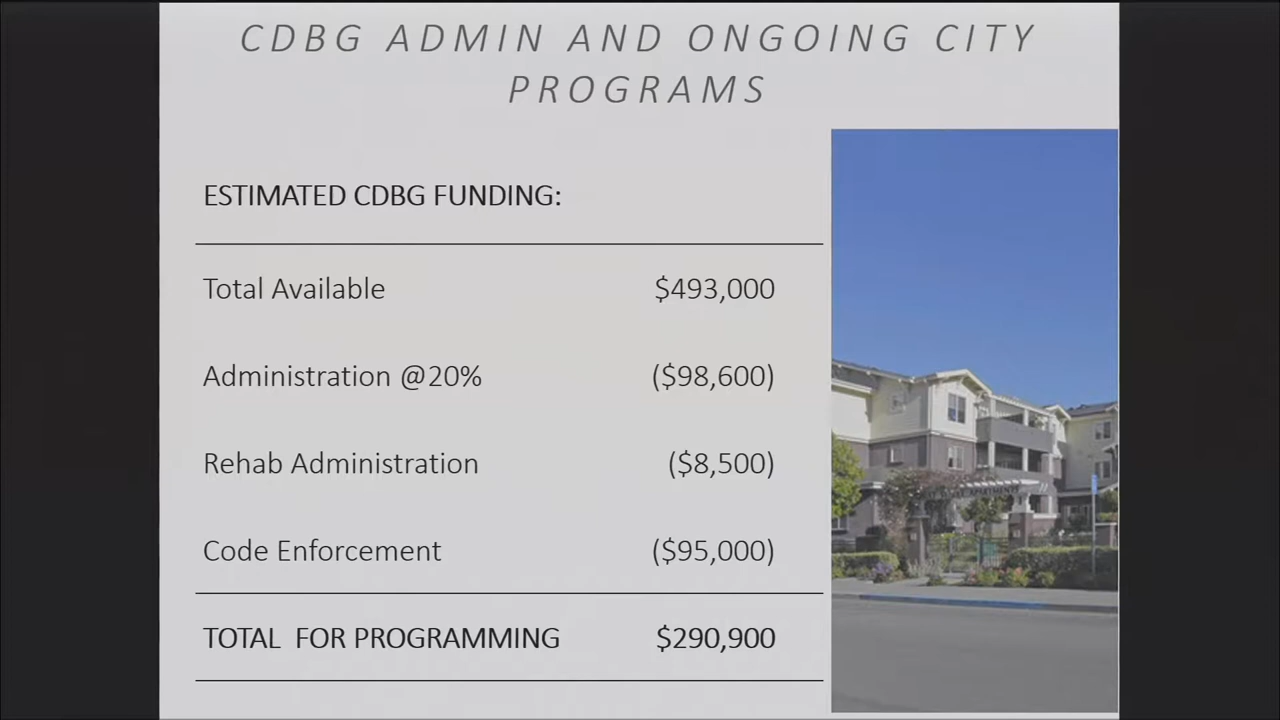 CDBG ADMIN AND ONGOING CITY
PROGRAMS
ESTIMATED CDBG FUNDING:
Total Available $493,000
Administration @20% ($98,600)
Rehab Administration ($8,500)
Code Enforcement ($95,000)
TOTAL FOR PROGRAMMING $290,900
APARTMENTS